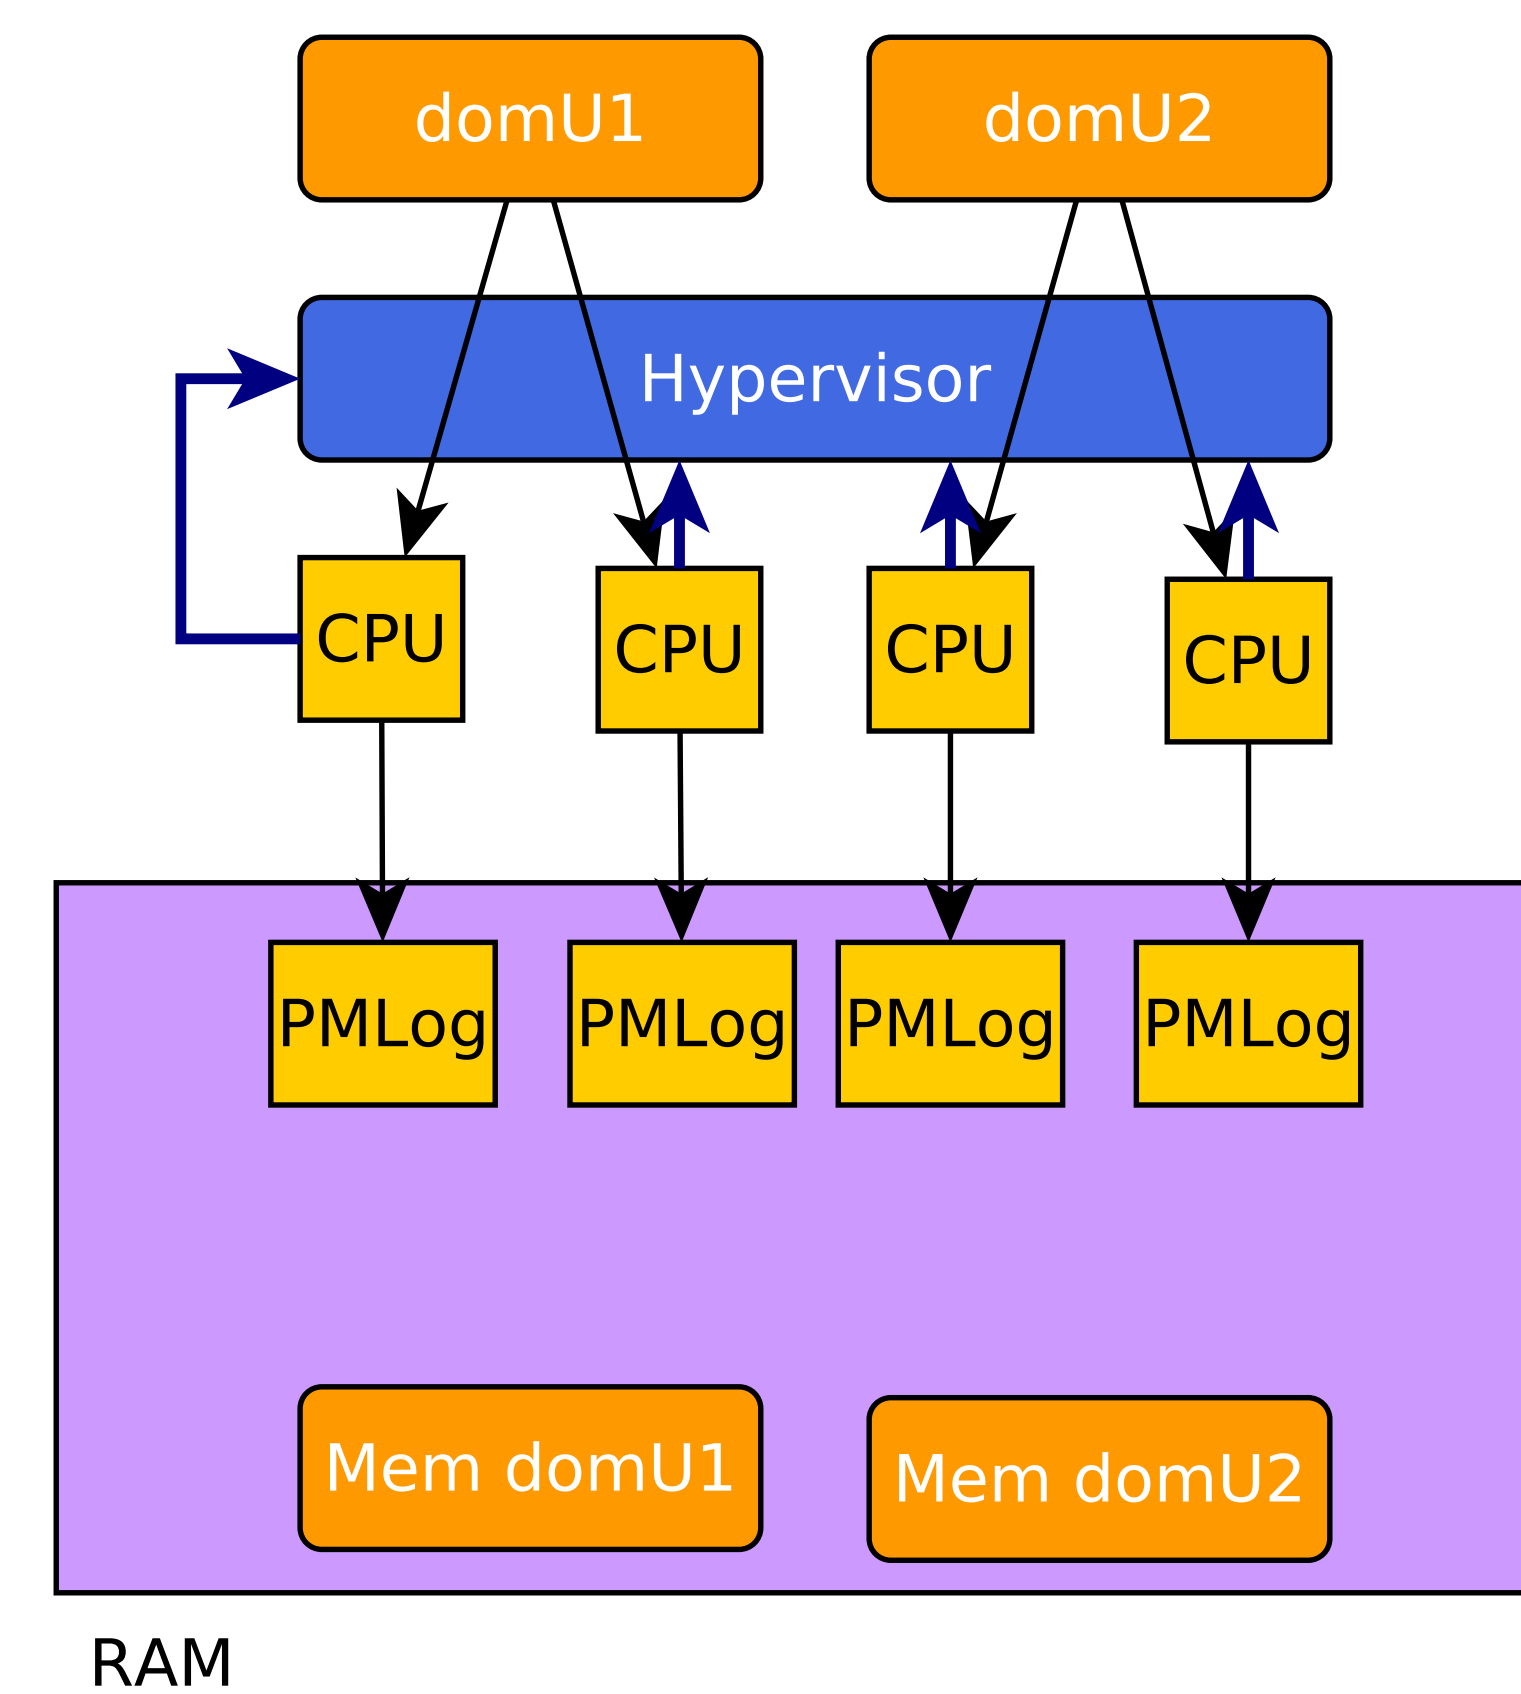 domU1
domU2
Hypervisor
CPU
CPU
CPU
CPU
PMLog
PMLog
PMLog
PMLog
Mem domU1
Mem domU2
RAM